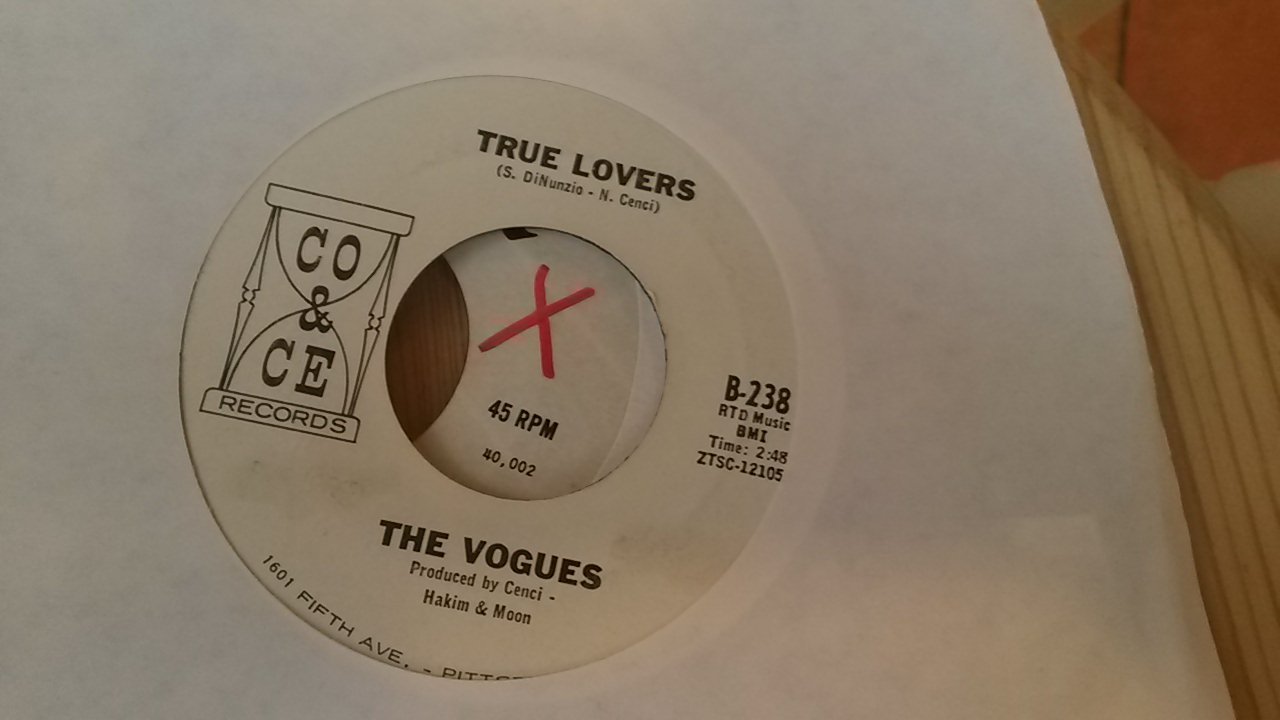 TRUE LOVERS
(S. DiNunzio - N. Cenci)
CO
&
CE
RECORDS
45 RPM
40,002
B-238
RTD Music
BMI
Time: 2:48
ZTSC-12105
THE VOGUES
Produced by Cenci -
Hakim & Moon
1601 FIFTH AVE. -